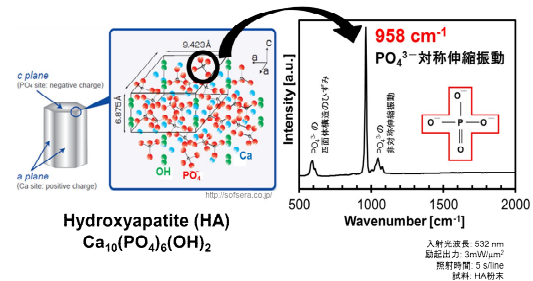 c plane
(PO₄ site: negative charge)
a plane
(Ca site: positive charge)
9.423Å
6.875Å
c
a
a
OH
PO₄
Ca
http://sofsera.co.jp/
Hydroxyapatite (HA)
Ca₁₀(PO₄)₆(OH)₂
958 cm⁻¹
PO₄³⁻対称伸縮振動
Intensity [a.u.]
PO₄³⁻の
四面体構造のひずみ
PO₄³⁻の
非対称伸縮振動
O⁻
O⁻
P
O⁻
O
500
1000
1500
2000
Wavenumber [cm⁻¹]
入射光波長: 532 nm
励起出力: 3mW/μm²
照射時間: 5 s/line
試料: HA粉末